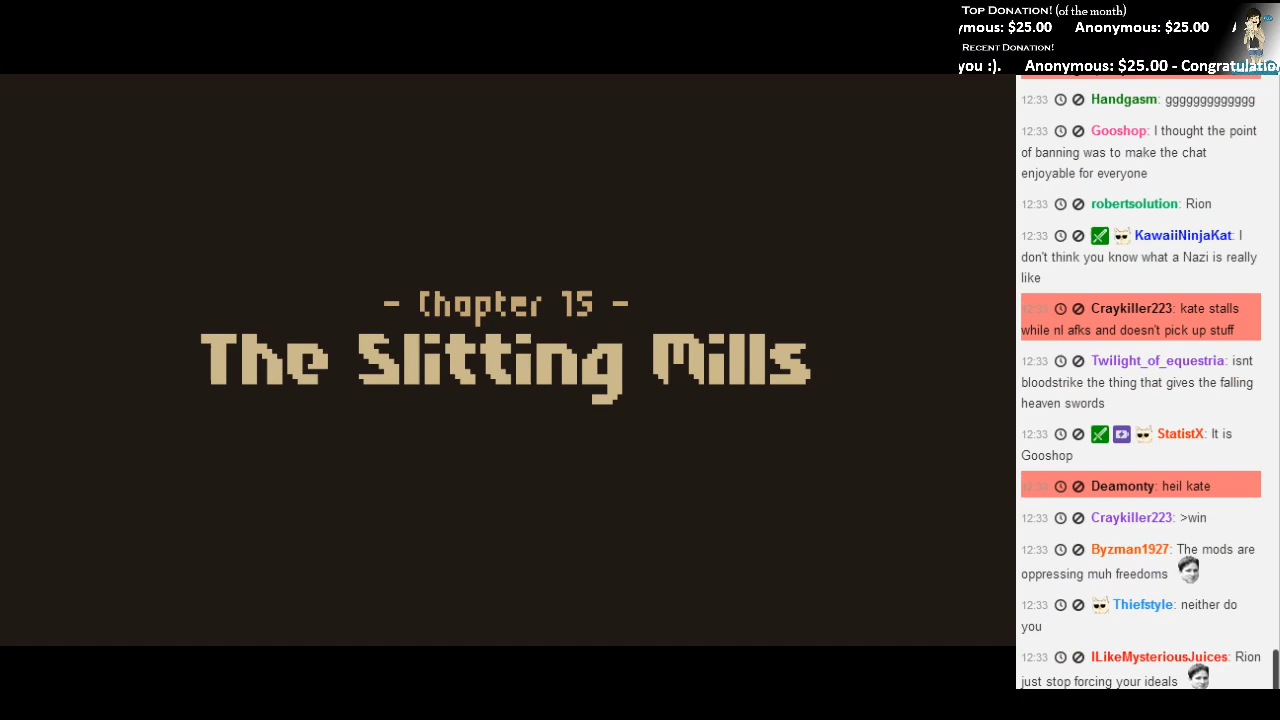 Top Donation! (of the month)
ymous: $25.00 Anonymous: $25.00
Recent Donation!
you :). Anonymous: $25.00 - Congratulation
12:33 Handgasm: ggggggggggggg
12:33 Gooshop: I thought the point
of banning was to make the chat
enjoyable for everyone
12:33 robertsolution: Rion
12:33 KawaiiNinjaKat: I
don't think you know what a Nazi is really
like
- Chapter 15 -
The Slitting Mills
12:33 Craykiller223: kate stalls
while nl afks and doesn't pick up stuff
12:33 Twilight_of_equestria: isnt
bloodstrike the thing that gives the falling
heaven swords
12:33 StatistX: It is
Gooshop
12:33 Deamonty: heil kate
12:33 Craykiller223: >win
12:33 Byzman1927: The mods are
oppressing muh freedoms
12:33 Thiefstyle: neither do
you
12:33 ILikeMysteriousJuices: Rion
just stop forcing your ideals